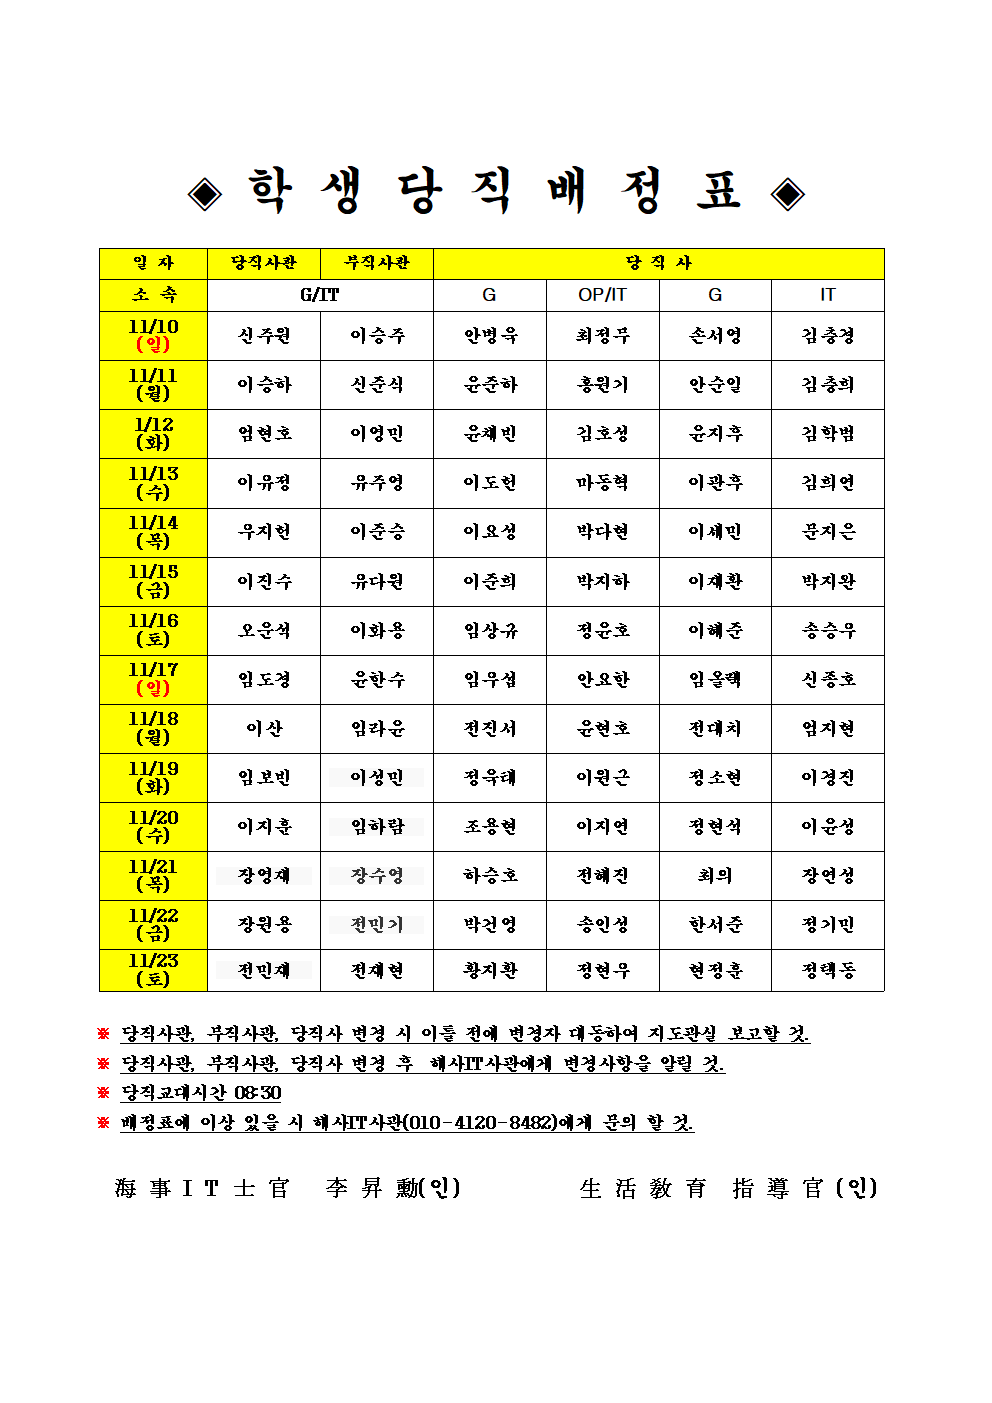 ◈ 학 생 당 직 배 정 표 ◈
일 자 당직사관 부직사관 당 직 사
소 속 G/IT G OP/IT G IT
11/10
(일) 신주원 이승주 안병욱 최정무 손서영 김충경
11/11
(월) 이승하 신준식 윤준하 홍원기 안순일 김충희
1/12
(화) 엄현호 이영민 윤채빈 김호성 윤지후 김학범
11/13
(수) 이유정 유주영 이도헌 마동혁 이관후 김희연
11/14
(목) 우지헌 이준승 이요성 박다현 이세민 문지은
11/15
(금) 이진수 유다원 이준희 박지하 이재환 박지완
11/16
(토) 오운석 이화용 임상규 정윤호 이혜준 송승우
11/17
(일) 임도경 윤한수 임우섭 안요한 임을택 신종호
11/18
(월) 이산 임라윤 전진서 윤현호 전대치 엄지현
11/19
(화) 임보빈 이성민 정욱태 이원근 정소현 이경진
11/20
(수) 이지훈 임하람 조용현 이지연 정현석 이윤성
11/21
(목) 장영재 장수영 하승호 전혜진 최의 장연성
11/22
(금) 장원용 전민기 박건영 송인성 한서준 정기민
11/23
(토) 전민재 전재현 황지환 정현우 현정훈 정택동
※ 당직사관, 부직사관, 당직사 변경 시 이틀 전에 변경자 대동하여 지도관실 보고할 것.
※ 당직사관, 부직사관, 당직사 변경 후 해사IT사관에게 변경사항을 알릴 것.
※ 당직교대시간 08:30
※ 배정표에 이상 있을 시 해사IT사관(010-4120-8482)에게 문의 할 것.
海 事 I T 士 官 李 昇 勳(인) 生 活 敎 育 指 導 官 (인)